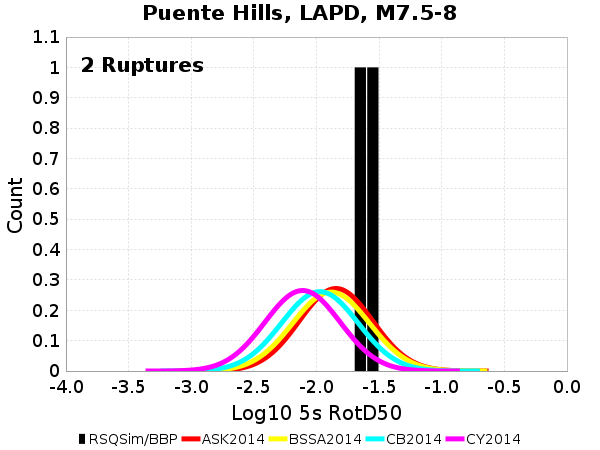 Puente Hills, LAPD, M7.5-8
2 Ruptures
Count
1.1
1
0.9
0.8
0.7
0.6
0.5
0.4
0.3
0.2
0.1
0
-4.0 -3.5 -3.0 -2.5 -2.0 -1.5 -1.0 -0.5 0.0
Log10 5s RotD50
RSQSim/BBP ASK2014 BSSA2014 CB2014 CY2014